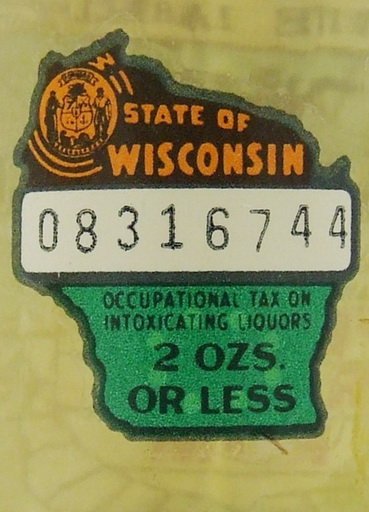 STATE OF
WISCONSIN
08316744
OCCUPATIONAL TAX ON
INTOXICATING LIQUORS
2 OZS.
OR LESS